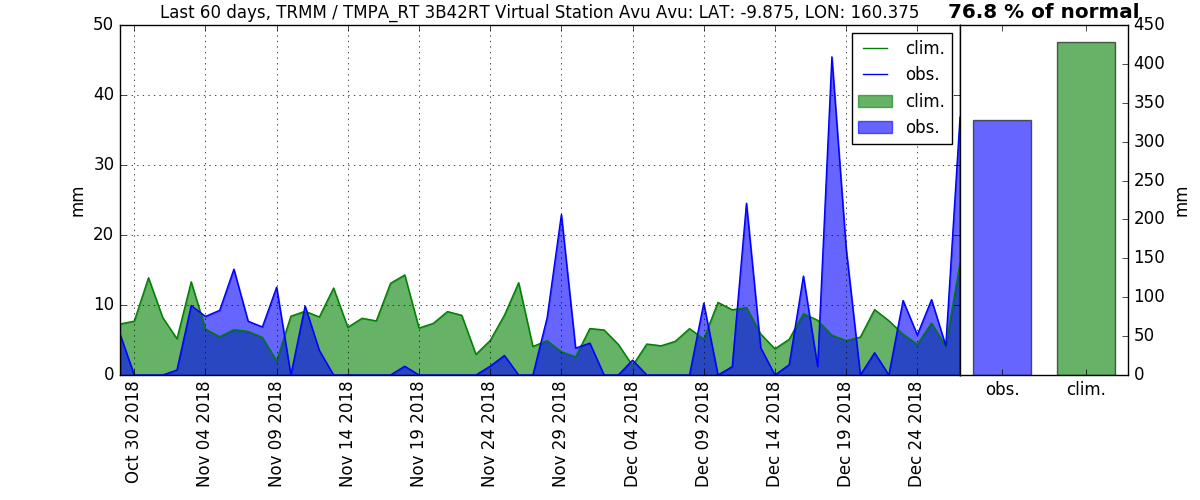 Last 60 days, TRMM / TMPA_RT 3B42RT Virtual Station Avu Avu: LAT: -9.875, LON: 160.375
76.8 % of normal
50
40
30
20
10
0
mm
clim.
obs.
clim.
obs.
450
400
350
300
250
200
150
100
50
0
mm
obs.
clim.
Oct 30 2018
Nov 04 2018
Nov 09 2018
Nov 14 2018
Nov 19 2018
Nov 24 2018
Nov 29 2018
Dec 04 2018
Dec 09 2018
Dec 14 2018
Dec 19 2018
Dec 24 2018